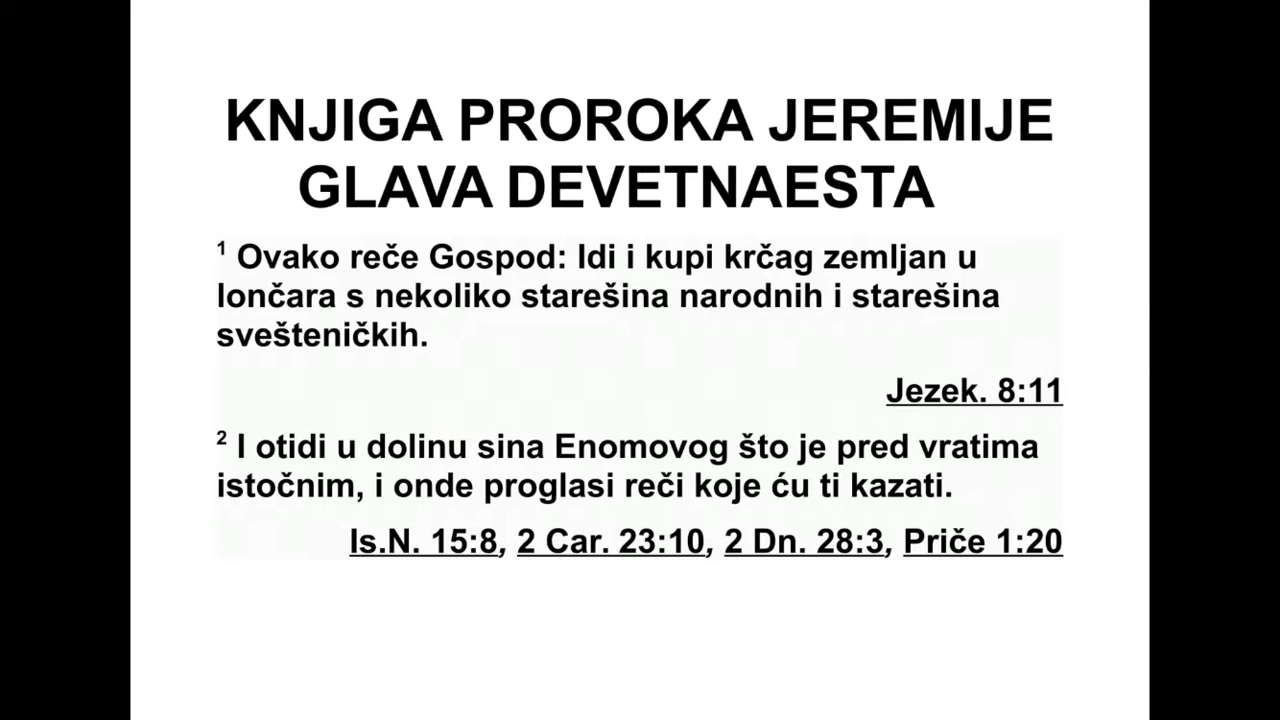 KNJIGA PROROKA JEREMIJE
GLAVA DEVETNAESTA
1 Ovako reče Gospod: Idi i kupi krčag zemljan u
lončara s nekoliko starešina narodnih i starešina
svešteničkih.
Jezek. 8:11
2 I otidi u dolinu sina Enomovog što je pred vratima
istočnim, i onde proglasi reči koje ću ti kazati.
Is.N. 15:8, 2 Car. 23:10, 2 Dn. 28:3, Priče 1:20